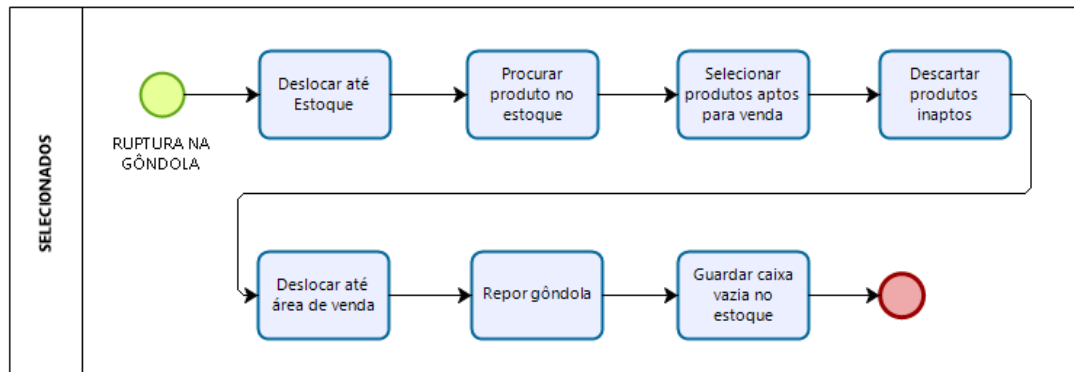 SELECIONADOS
RUPTURA NA
GÔNDOLA
Deslocar até
Estoque
Procurar
produto no
estoque
Selecionar
produtos aptos
para venda
Descartar
produtos
inaptos
Deslocar até
área de venda
Repor gôndola
Guardar caixa
vazia no
estoque